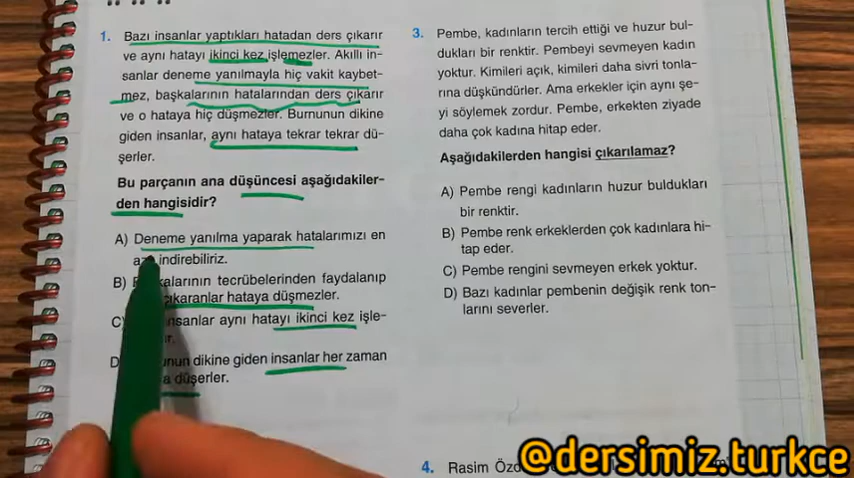 1. Bazı insanlar yaptıkları hatadan ders çıkarır
ve aynı hatayı ikinci kez işlemezler. Akıllı in-
sanlar deneme yanılmayla hiç vakit kaybet-
mez, başkalarının hatalarından ders çıkarır
ve o hataya hiç düşmezler. Burnunun dikine
giden insanlar, aynı hataya tekrar tekrar dü-
şerler.
Bu parçanın ana düşüncesi aşağıdakiler-
den hangisidir?
A) Deneme yanılma yaparak hatalarımızı en
indirebiliriz.
B) tecrübelerinden faydalanıp
hataya düşmezler.
C) insanlar aynı hatayı ikinci kez işle-
D) dikine giden insanlar her zaman
düşerler.
3. Pembe, kadınların tercih ettiği ve huzur bul-
dukları bir renktir. Pembeyi sevmeyen kadın
yoktur. Kimileri açık, kimileri daha sivri tonla-
rına düşkündürler. Ama erkekler için aynı şe-
yi söylemek zordur. Pembe, erkekten ziyade
daha çok kadına hitap eder.
Aşağıdakilerden hangisi çıkarılamaz?
A) Pembe rengi kadınların huzur buldukları
bir renktir.
B) Pembe renk erkeklerden çok kadınlara hi-
tap eder.
C) Pembe rengini sevmeyen erkek yoktur.
D) Bazı kadınlar pembenin değişik renk ton-
larını severler.
4. Rasim
@dersimiz.turkce